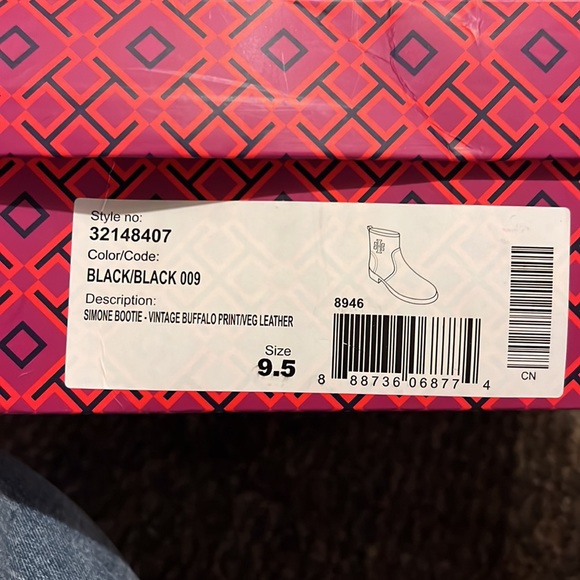 Style no:
32148407
Color/Code:
BLACK/BLACK 009
Description:
SIMONE BOOTIE - VINTAGE BUFFALO PRINT/VEG LEATHER
Size
9.5
8946
8 88736 06877 4
CN